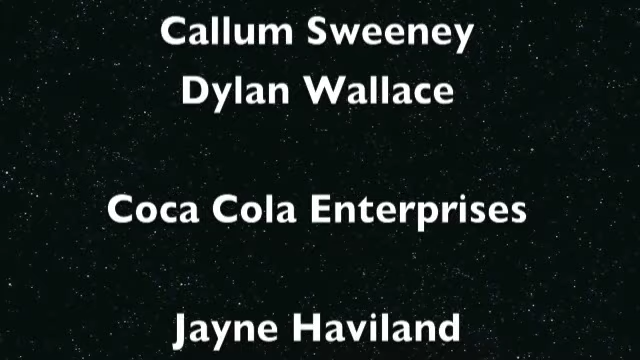 Callum Sweeney
Dylan Wallace
Coca Cola Enterprises
Jayne Haviland